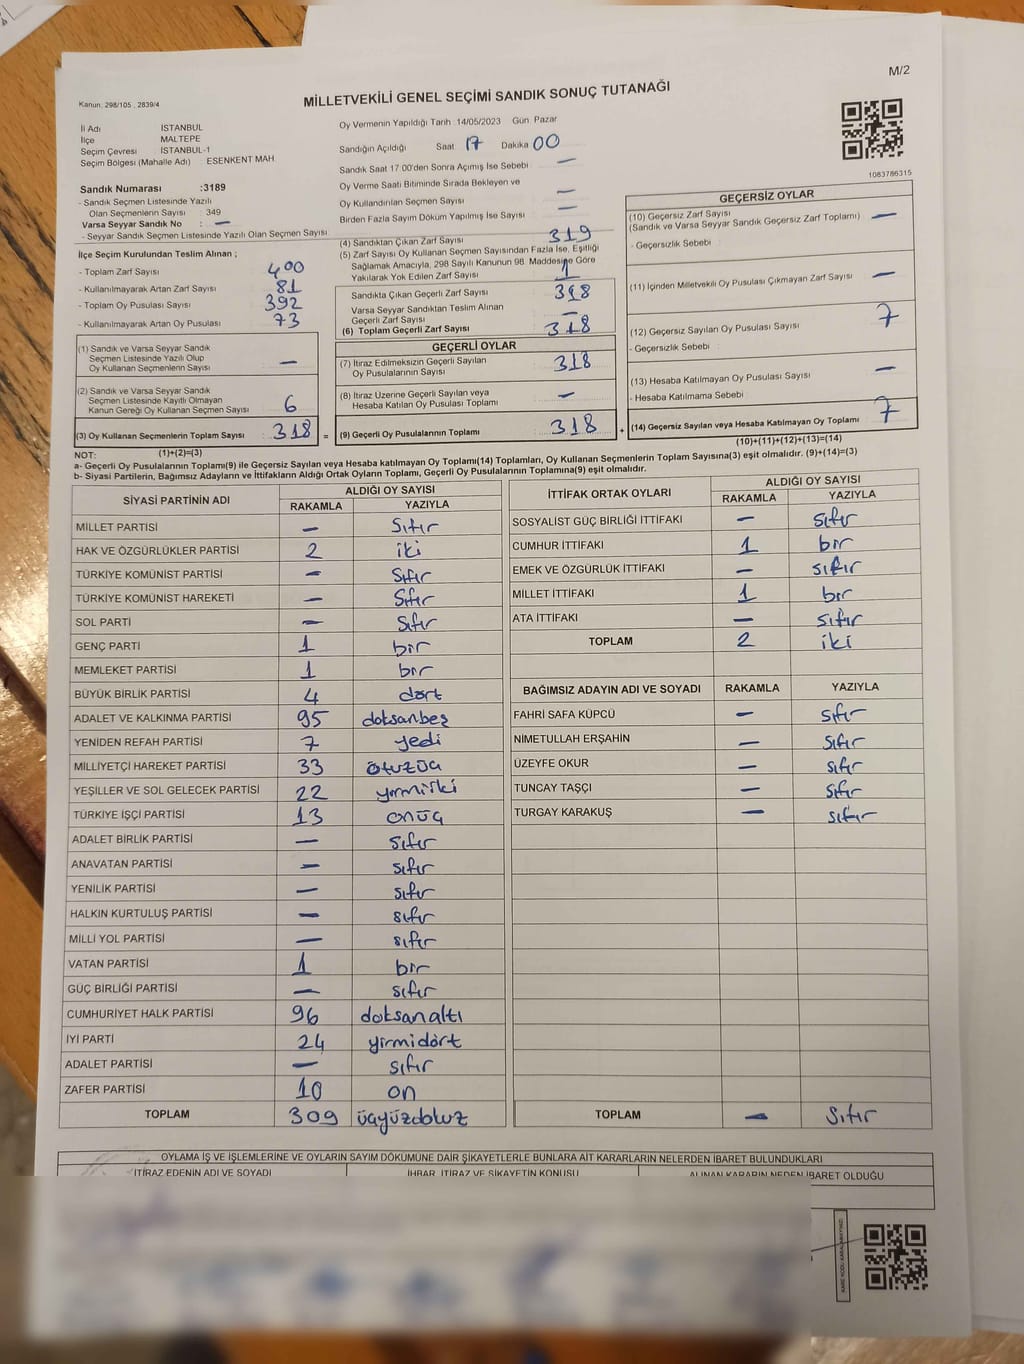 M/2
Kanun. 298/105 , 2839/4
MİLLETVEKİLİ GENEL SEÇİMİ SANDIK SONUÇ TUTANAĞI
İl Adı İSTANBUL
İlçe MALTEPE
Seçim Çevresi İSTANBUL-1
Seçim Bölgesi (Mahalle Adı) ESENKENT MAH.
Sandık Numarası :3189
- Sandık Seçmen Listesinde Yazılı
Olan Seçmenlerin Sayısı : 349
Varsa Seyyar Sandık No : –
- Seyyar Sandık Seçmen Listesinde Yazılı Olan Seçmen Sayısı
İlçe Seçim Kurulundan Teslim Alınan ;
- Toplam Zarf Sayısı 400
- Kullanılmayarak Artan Zarf Sayısı : 81
- Toplam Oy Pusulası Sayısı 392
- Kullanılmayarak Artan Oy Pusulası : 73
(1) Sandık ve Varsa Seyyar Sandık
Seçmen Listesinde Yazılı Olup
Oy Kullanan Seçmenlerin Sayısı : –
(2) Sandık ve Varsa Seyyar Sandık
Seçmen Listesinde Kayıtlı Olmayan
Kanun Gereği Oy Kullanan Seçmen Sayısı : 6
(3) Oy Kullanan Seçmenlerin Toplam Sayısı : 318 =
Oy Vermenin Yapıldığı Tarih :14/05/2023 Gün Pazar
Sandığın Açıldığı Saat 17 Dakika 00
Sandık Saat 17:00'den Sonra Açımış İse Sebebi –
Oy Verme Saati Bitiminde Sırada Bekleyen ve
Oy Kullandırılan Seçmen Sayısı –
Birden Fazla Sayım Döküm Yapılmış İse Sayısı –
(4) Sandıktan Çıkan Zarf Sayısı 319
(5) Zarf Sayısı Oy Kullanan Seçmen Sayısından Fazla İse, Eşitliği
Sağlamak Amacıyla, 298 Sayılı Kanunun 98. Maddesine Göre
Yakılarak Yok Edilen Zarf Sayısı : 1
Sandıkta Çıkan Geçerli Zarf Sayısı : 318
Varsa Seyyar Sandıktan Teslim Alınan
Geçerli Zarf Sayısı : –
(6) Toplam Geçerli Zarf Sayısı : 318
GEÇERLİ OYLAR
(7) İtiraz Edilmeksizin Geçerli Sayılan
Oy Pusulalarının Sayısı : 318
(8) İtiraz Üzerine Geçerli Sayılan veya
Hesaba Katılan Oy Pusulası Toplamı : –
(9) Geçerli Oy Pusulalarının Toplamı : 318 +
1083786315
GEÇERSİZ OYLAR
(10) Geçersiz Zarf Sayısı : –
(Sandık ve Varsa Seyyar Sandık Geçersiz Zarf Toplamı)
- Geçersizlik Sebebi :
(11) İçinden Milletvekili Oy Pusulası Çıkmayan Zarf Sayısı : –
(12) Geçersiz Sayılan Oy Pusulası Sayısı : 7
- Geçersizlik Sebebi :
(13) Hesaba Katılmayan Oy Pusulası Sayısı : –
- Hesaba Katılmama Sebebi :
(14) Geçersiz Sayılan veya Hesaba Katılmayan Oy Toplamı : 7
NOT: (1)+(2)=(3)
(10)+(11)+(12)+(13)=(14)
a- Geçerli Oy Pusulalarının Toplamı(9) ile Geçersiz Sayılan veya Hesaba katılmayan Oy Toplamı(14) Toplamları, Oy Kullanan Seçmenlerin Toplam Sayısına(3) eşit olmalıdır. (9)+(14)=(3)
b- Siyasi Partilerin, Bağımsız Adayların ve İttifakların Aldığı Ortak Oyların Toplamı, Geçerli Oy Pusulalarının Toplamına(9) eşit olmalıdır.
SİYASİ PARTİNİN ADI ALDIĞI OY SAYISI
RAKAMLA YAZIYLA
MİLLET PARTİSİ – Sıfır
HAK VE ÖZGÜRLÜKLER PARTİSİ 2 iki
TÜRKİYE KOMÜNİST PARTİSİ – Sıfır
TÜRKİYE KOMÜNİST HAREKETİ – Sıfır
SOL PARTİ – Sıfır
GENÇ PARTİ 1 bir
MEMLEKET PARTİSİ 1 bir
BÜYÜK BİRLİK PARTİSİ 4 dört
ADALET VE KALKINMA PARTİSİ 95 doksanbeş
YENİDEN REFAH PARTİSİ 7 yedi
MİLLİYETÇİ HAREKET PARTİSİ 33 otuzüç
YEŞİLLER VE SOL GELECEK PARTİSİ 22 yirmiiki
TÜRKİYE İŞÇİ PARTİSİ 13 onüç
ADALET BİRLİK PARTİSİ – sıfır
ANAVATAN PARTİSİ – sıfır
YENİLİK PARTİSİ – sıfır
HALKIN KURTULUŞ PARTİSİ – sıfır
MİLLİ YOL PARTİSİ – sıfır
VATAN PARTİSİ 1 bir
GÜÇ BİRLİĞİ PARTİSİ – sıfır
CUMHURİYET HALK PARTİSİ 96 doksanaltı
İYİ PARTİ 24 yirmidört
ADALET PARTİSİ – sıfır
ZAFER PARTİSİ 10 on
TOPLAM 309 üçyüzdokuz
İTTİFAK ORTAK OYLARI ALDIĞI OY SAYISI
RAKAMLA YAZIYLA
SOSYALİST GÜÇ BİRLİĞİ İTTİFAKI – sıfır
CUMHUR İTTİFAKI 1 bir
EMEK VE ÖZGÜRLÜK İTTİFAKI – sıfır
MİLLET İTTİFAKI 1 bir
ATA İTTİFAKI – sıfır
TOPLAM 2 iki
BAĞIMSIZ ADAYIN ADI VE SOYADI RAKAMLA YAZIYLA
FAHRİ SAFA KÜPCÜ – sıfır
NİMETULLAH ERŞAHİN – sıfır
ÜZEYFE OKUR – sıfır
TUNCAY TAŞÇI – sıfır
TURGAY KARAKUŞ – sıfır
TOPLAM – Sıfır
OYLAMA İŞ VE İŞLEMLERİNE VE OYLARIN SAYIM DÖKÜMÜNE DAİR ŞİKAYETLERLE BUNLARA AİT KARARLARIN NELERDEN İBARET BULUNDUKLARI
İTİRAZ EDENİN ADI VE SOYADI İHBAR, İTİRAZ VE ŞİKAYETİN KONUSU ALINAN KARARIN NEDEN İBARET OLDUĞU